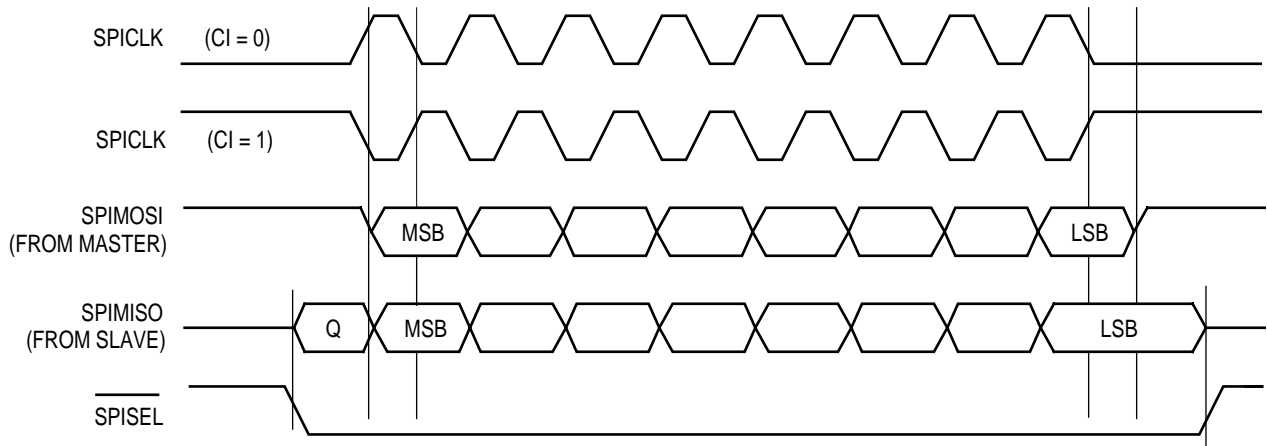 SPICLK (CI = 0)
SPICLK (CI = 1)
SPIMOSI
(FROM MASTER)
MSB LSB
SPIMISO
(FROM SLAVE)
Q MSB LSB
SPISEL